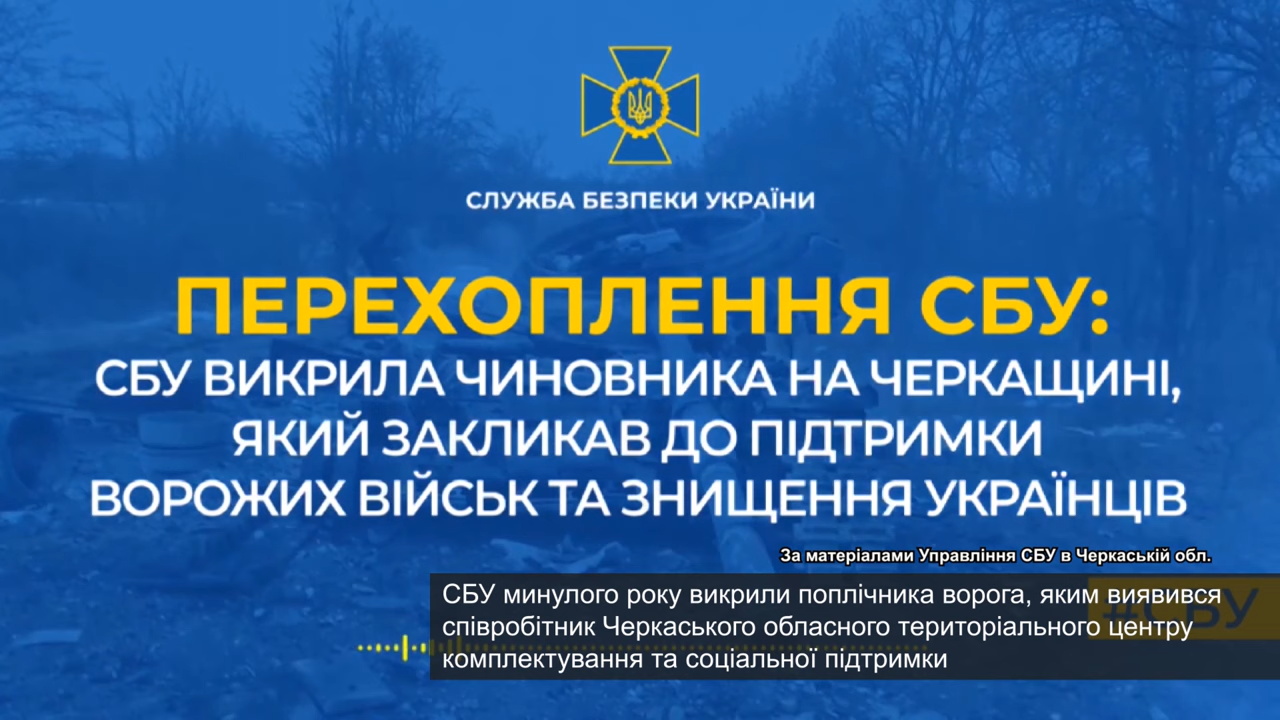 СЛУЖБА БЕЗПЕКИ УКРАЇНИ
ПЕРЕХОПЛЕННЯ СБУ:
СБУ ВИКРИЛА ЧИНОВНИКА НА ЧЕРКАЩИНІ,
ЯКИЙ ЗАКЛИКАВ ДО ПІДТРИМКИ
ВОРОЖИХ ВІЙСЬК ТА ЗНИЩЕННЯ УКРАЇНЦІВ
За матеріалами Управління СБУ в Черкаській обл.
#СБУ
СБУ минулого року викрили поплічника ворога, яким виявився
співробітник Черкаського обласного територіального центру
комплектування та соціальної підтримки